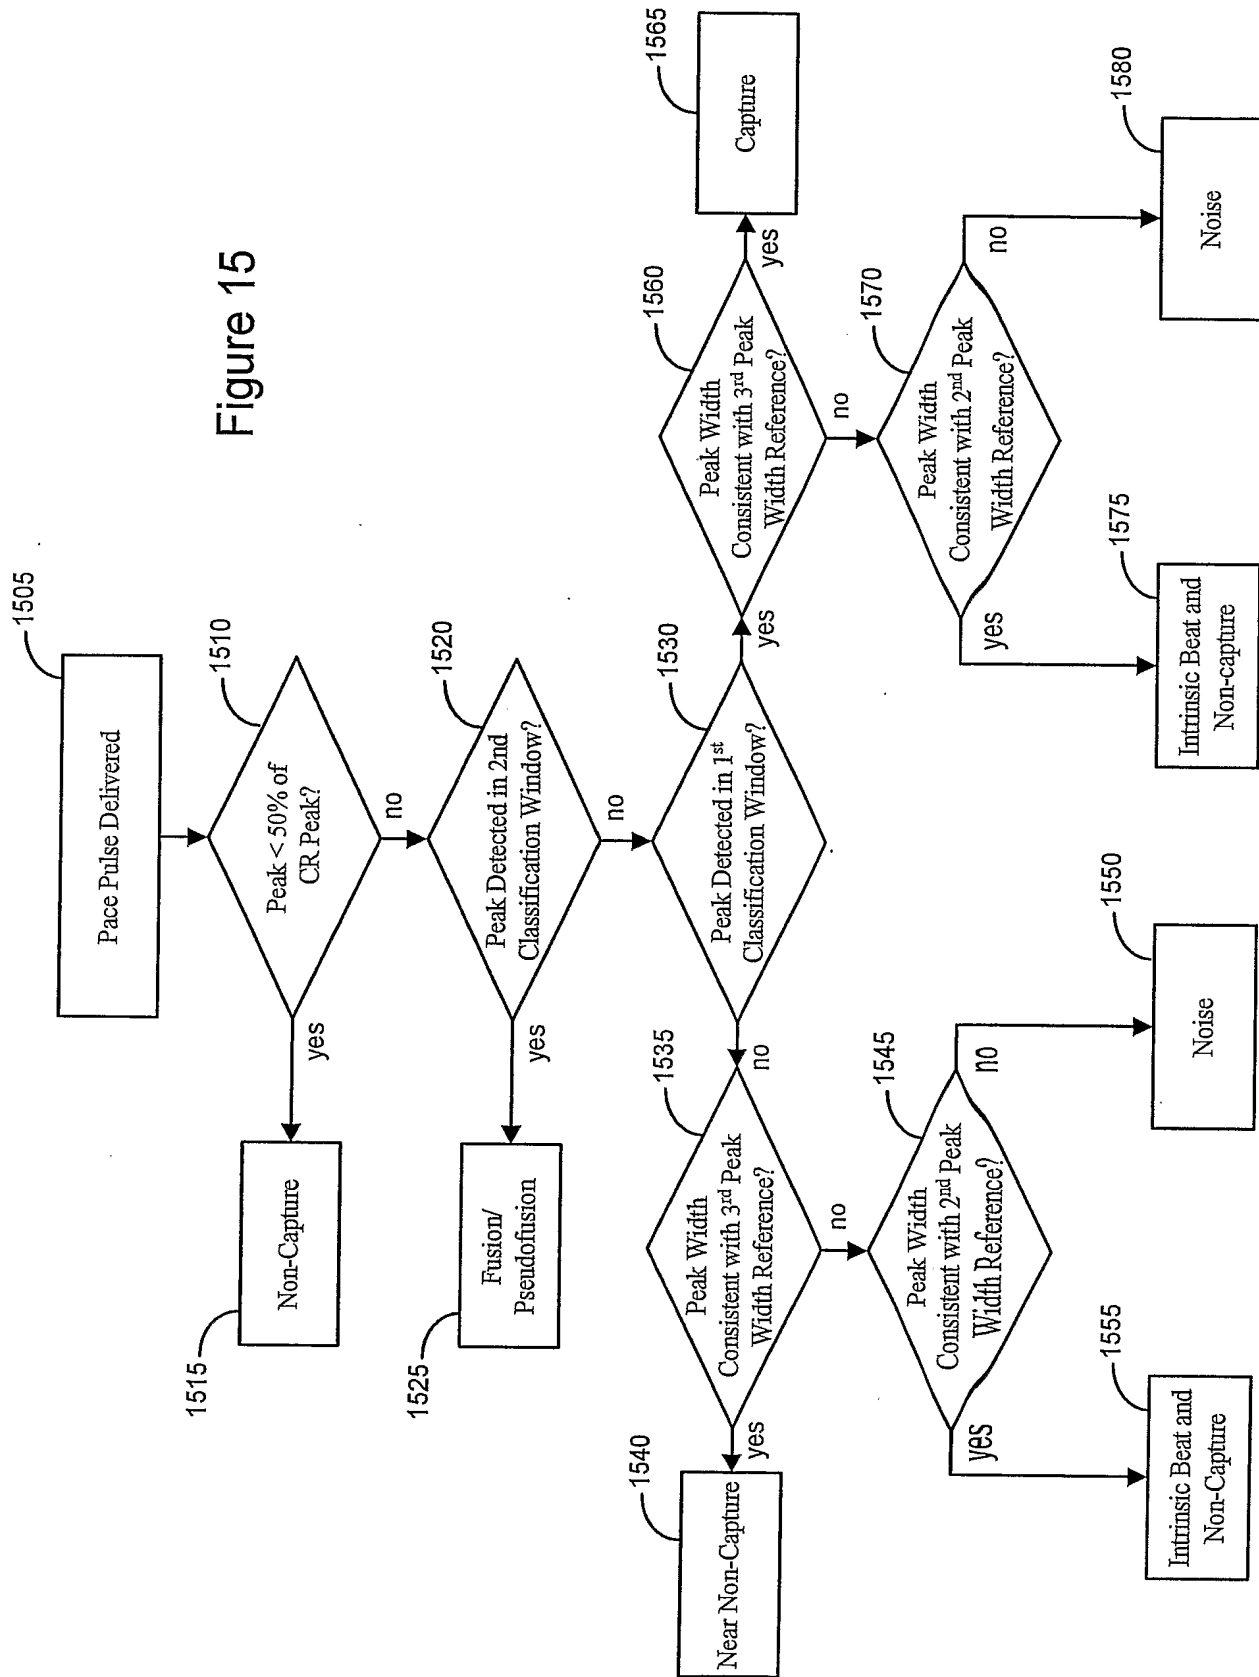 Figure 15
1505
Pace Pulse Delivered
1510
Peak < 50% of
CR Peak?
yes
no
1515
Non-Capture
1520
Peak Detected in 2nd
Classification Window?
yes
no
1525
Fusion/
Pseudofusion
1530
Peak Detected in 1st
Classification Window?
no
yes
1535
Peak Width
Consistent with 3rd Peak
Width Reference?
yes
no
1540
Near Non-Capture
1545
Peak Width
Consistent with 2nd Peak
Width Reference?
yes
no
1555
Intrinsic Beat and
Non-Capture
1550
Noise
1560
Peak Width
Consistent with 3rd Peak
Width Reference?
yes
no
1565
Capture
1570
Peak Width
Consistent with 2nd Peak
Width Reference?
yes
no
1575
Intrinsic Beat and
Non-capture
1580
Noise